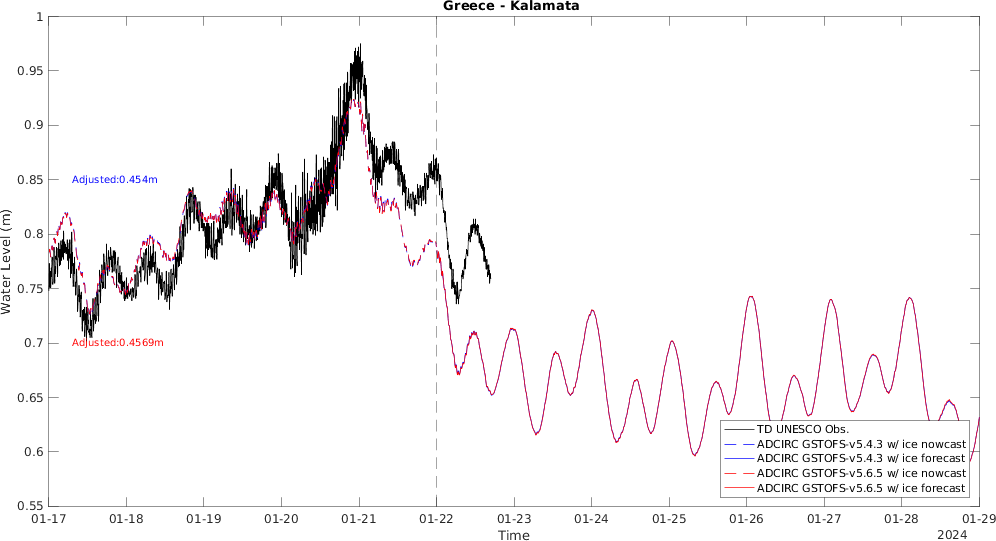 Greece - Kalamata
1
0.95
0.9
0.85
0.8
0.75
0.7
0.65
0.6
0.55
Water Level (m)
Adjusted:0.454m
Adjusted:0.4569m
TD UNESCO Obs.
ADCIRC GSTOFS-v5.4.3 w/ ice nowcast
ADCIRC GSTOFS-v5.4.3 w/ ice forecast
ADCIRC GSTOFS-v5.6.5 w/ ice nowcast
ADCIRC GSTOFS-v5.6.5 w/ ice forecast
01-17 01-18 01-19 01-20 01-21 01-22 01-23 01-24 01-25 01-26 01-27 01-28 01-29
Time
2024